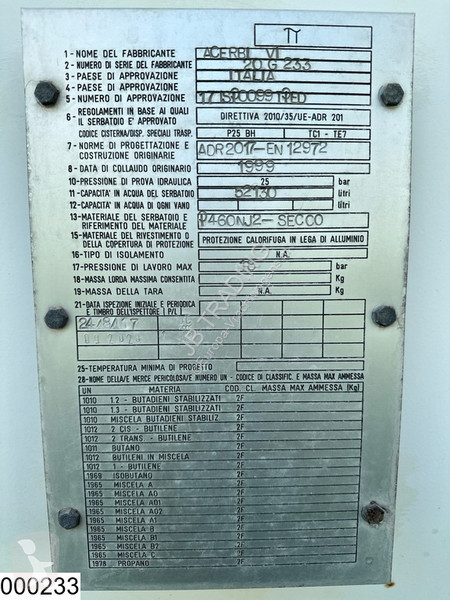 π
1 - NOME DEL FABBRICANTE ACERBI VI
2 - NUMERO DI SERIE DEL FABBRICANTE 20 G 233
3 - PAESE DI APPROVAZIONE ITALIA
4 - PAESE DI APPROVAZIONE
5 - NUMERO DI APPROVAZIONE
6 - REGOLAMENTI IN BASE AI QUALI IL SERBATOIO E' APPROVATO DIRETTIVA 2010/35/UE-ADR 201
CODICE CISTERNA/DISP. SPECIALI TRASP. P25 BH TC1 - TE7
7 - NORME DI PROGETTAZIONE E COSTRUZIONE ORIGINARIE ADR2017-EN 12972
8 - DATA DI COLLAUDO ORIGINARIO 1999
10-PRESSIONE DI PROVA IDRAULICA 25 bar
11-CAPACITA' IN ACQUA DEL SERBATOIO 52130 litri
12-CAPACITA' IN ACQUA DI OGNI VANO litri
13-MATERIALE DEL SERBATOIO E RIFERIMENTO DEL MATERIALE P460NJ2-SECCO
15-MATERIALE DEL RIVESTIMENTO O DELLA COPERTURA DI PROTEZIONE PROTEZIONE CALORIFUGA IN LEGA DI ALLUMINIO
16-TIPO DI ISOLAMENTO N.A.
17-PRESSIONE DI LAVORO MAX bar
18-MASSA LORDA MASSIMA CONSENTITA Kg
19-MASSA DELLA TARA N.A. Kg
21-DATA ISPEZIONE INIZIALE E PERIODICA E TIMBRO DELL'ISPETTORE I P/L
24/8/17
JB TRADING
25-TEMPERATURA MINIMA DI PROGETTO
28-NOME DELLA/E MERCE PERICOLOSA/E NUMERO UN - CODICE DI CLASSIFIC. E MASSA MAX AMMESSA
UN MATERIA COD. CL. MASSA MAX AMMESSA (Kg)
1010 1.2 - BUTADIENI STABILIZZATI 2F
1010 1.3 - BUTADIENI STABILIZZATI 2F
1010 MISCELA BUTADIENI STABILIZ 2F
1012 2 CIS - BUTILENE 2F
1012 2 TRANS - BUTILENE 2F
1011 BUTANO 2F
1012 BUTILENI IN MISCELA 2F
1012 1 - BUTILENE 2F
1969 ISOBUTANO 2F
1965 MISCELA A 2F
1965 MISCELA A0 2F
1965 MISCELA A01 2F
1965 MISCELA A02 2F
1965 MISCELA A1 2F
1965 MISCELA B 2F
1965 MISCELA B1 2F
1965 MISCELA B2 2F
1965 MISCELA C 2F
1978 PROPANO 2F
000233